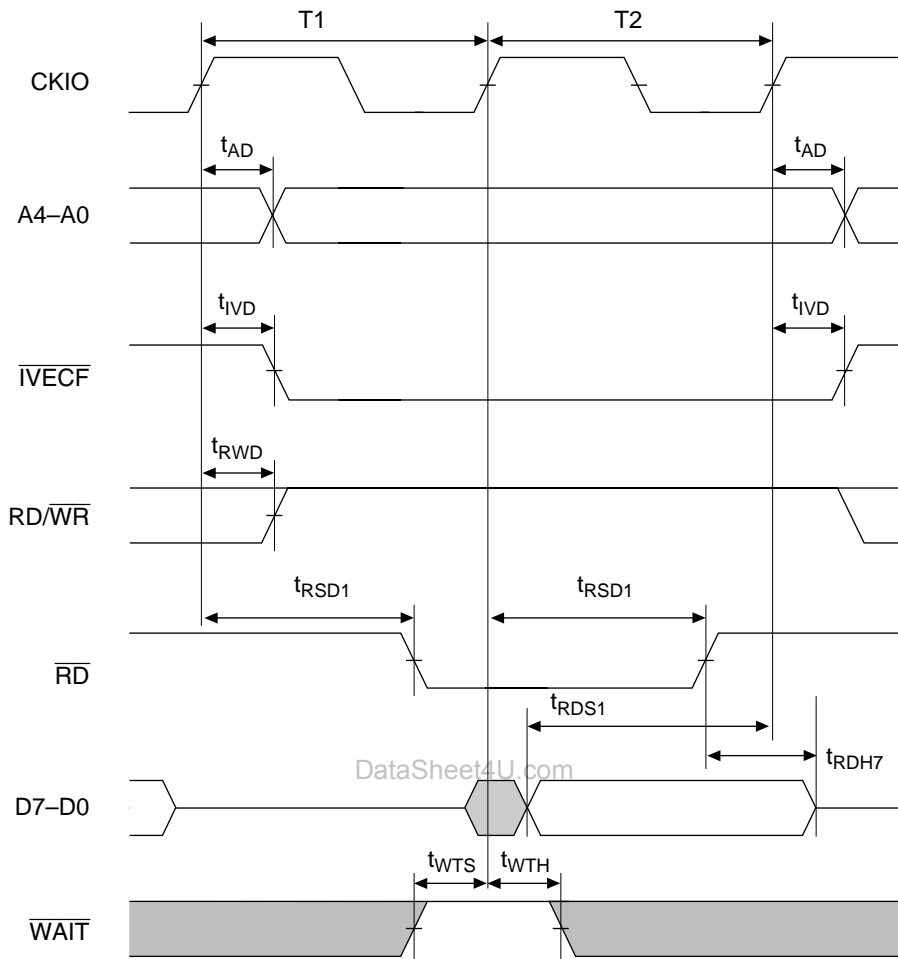 T1 T2
CKIO
tAD tAD
A4–A0
tIVD tIVD
IVECF
tRWD
RD/WR
tRSD1 tRSD1
RD
tRDS1
tRDH7
DataSheet4U.com
D7–D0
tWTS tWTH
WAIT